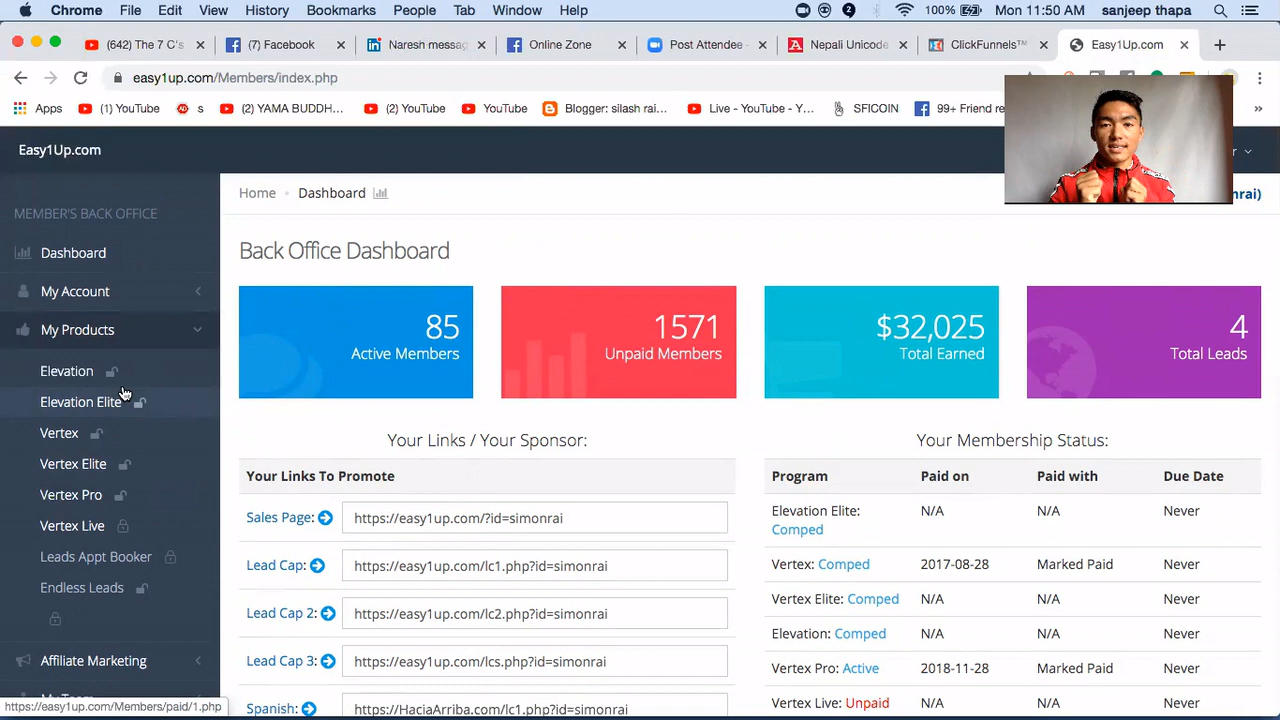 Chrome File Edit View History Bookmarks People Tab Window Help 2 100% Mon 11:50 AM sanjeep thapa
(642) The 7 C's (7) Facebook Naresh messag Online Zone Post Attendee - Nepali Unicod ClickFunnels™ Easy1Up.com
easy1up.com/Members/index.php
Apps (1) YouTube s (2) YAMA BUDDH... (2) YouTube YouTube Blogger: silash rai... Live - YouTube - Y... SFICOIN 99+ Friend re
Easy1Up.com
MEMBER'S BACK OFFICE
Dashboard
My Account
My Products
Elevation
Elevation Elite
Vertex
Vertex Elite
Vertex Pro
Vertex Live
Leads Appt Booker
Endless Leads
Affiliate Marketing
https://easy1up.com/Members/paid/1.php
Home • Dashboard
nrai)
Back Office Dashboard
85
Active Members
1571
Unpaid Members
$32,025
Total Earned
4
Total Leads
Your Links / Your Sponsor:
Your Links To Promote
Sales Page: https://easy1up.com/?id=simonrai
Lead Cap: https://easy1up.com/lc1.php?id=simonrai
Lead Cap 2: https://easy1up.com/lc2.php?id=simonrai
Lead Cap 3: https://easy1up.com/lcs.php?id=simonrai
Spanish: https://HaciaArriba.com/lc1.php?id=simonrai
Your Membership Status:
Program Paid on Paid with Due Date
Elevation Elite: N/A N/A Never
Comped
Vertex: Comped 2017-08-28 Marked Paid Never
Vertex Elite: Comped N/A N/A Never
Elevation: Comped N/A N/A Never
Vertex Pro: Active 2018-11-28 Marked Paid Never
Vertex Live: Unpaid N/A N/A Never